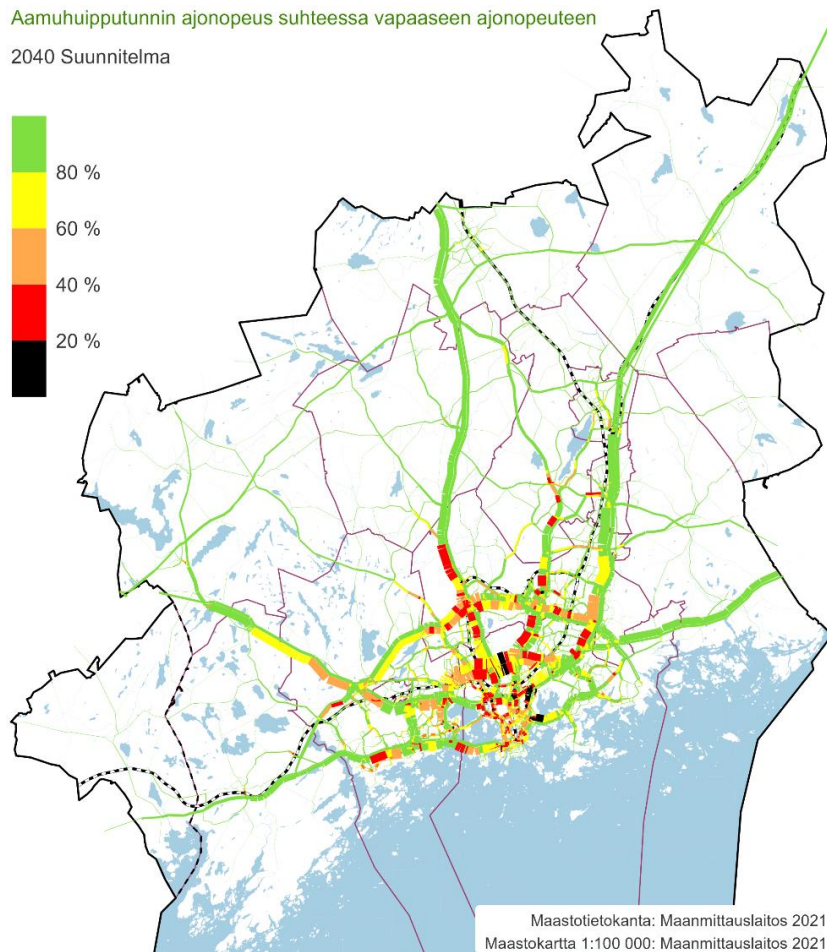 Aamuhuipputunnin ajonopeus suhteessa vapaaseen ajonopeuteen
2040 Suunnitelma
80 %
60 %
40 %
20 %
Maastotietokanta: Maanmittauslaitos 2021
Maastokartta 1:100 000: Maanmittauslaitos 2021